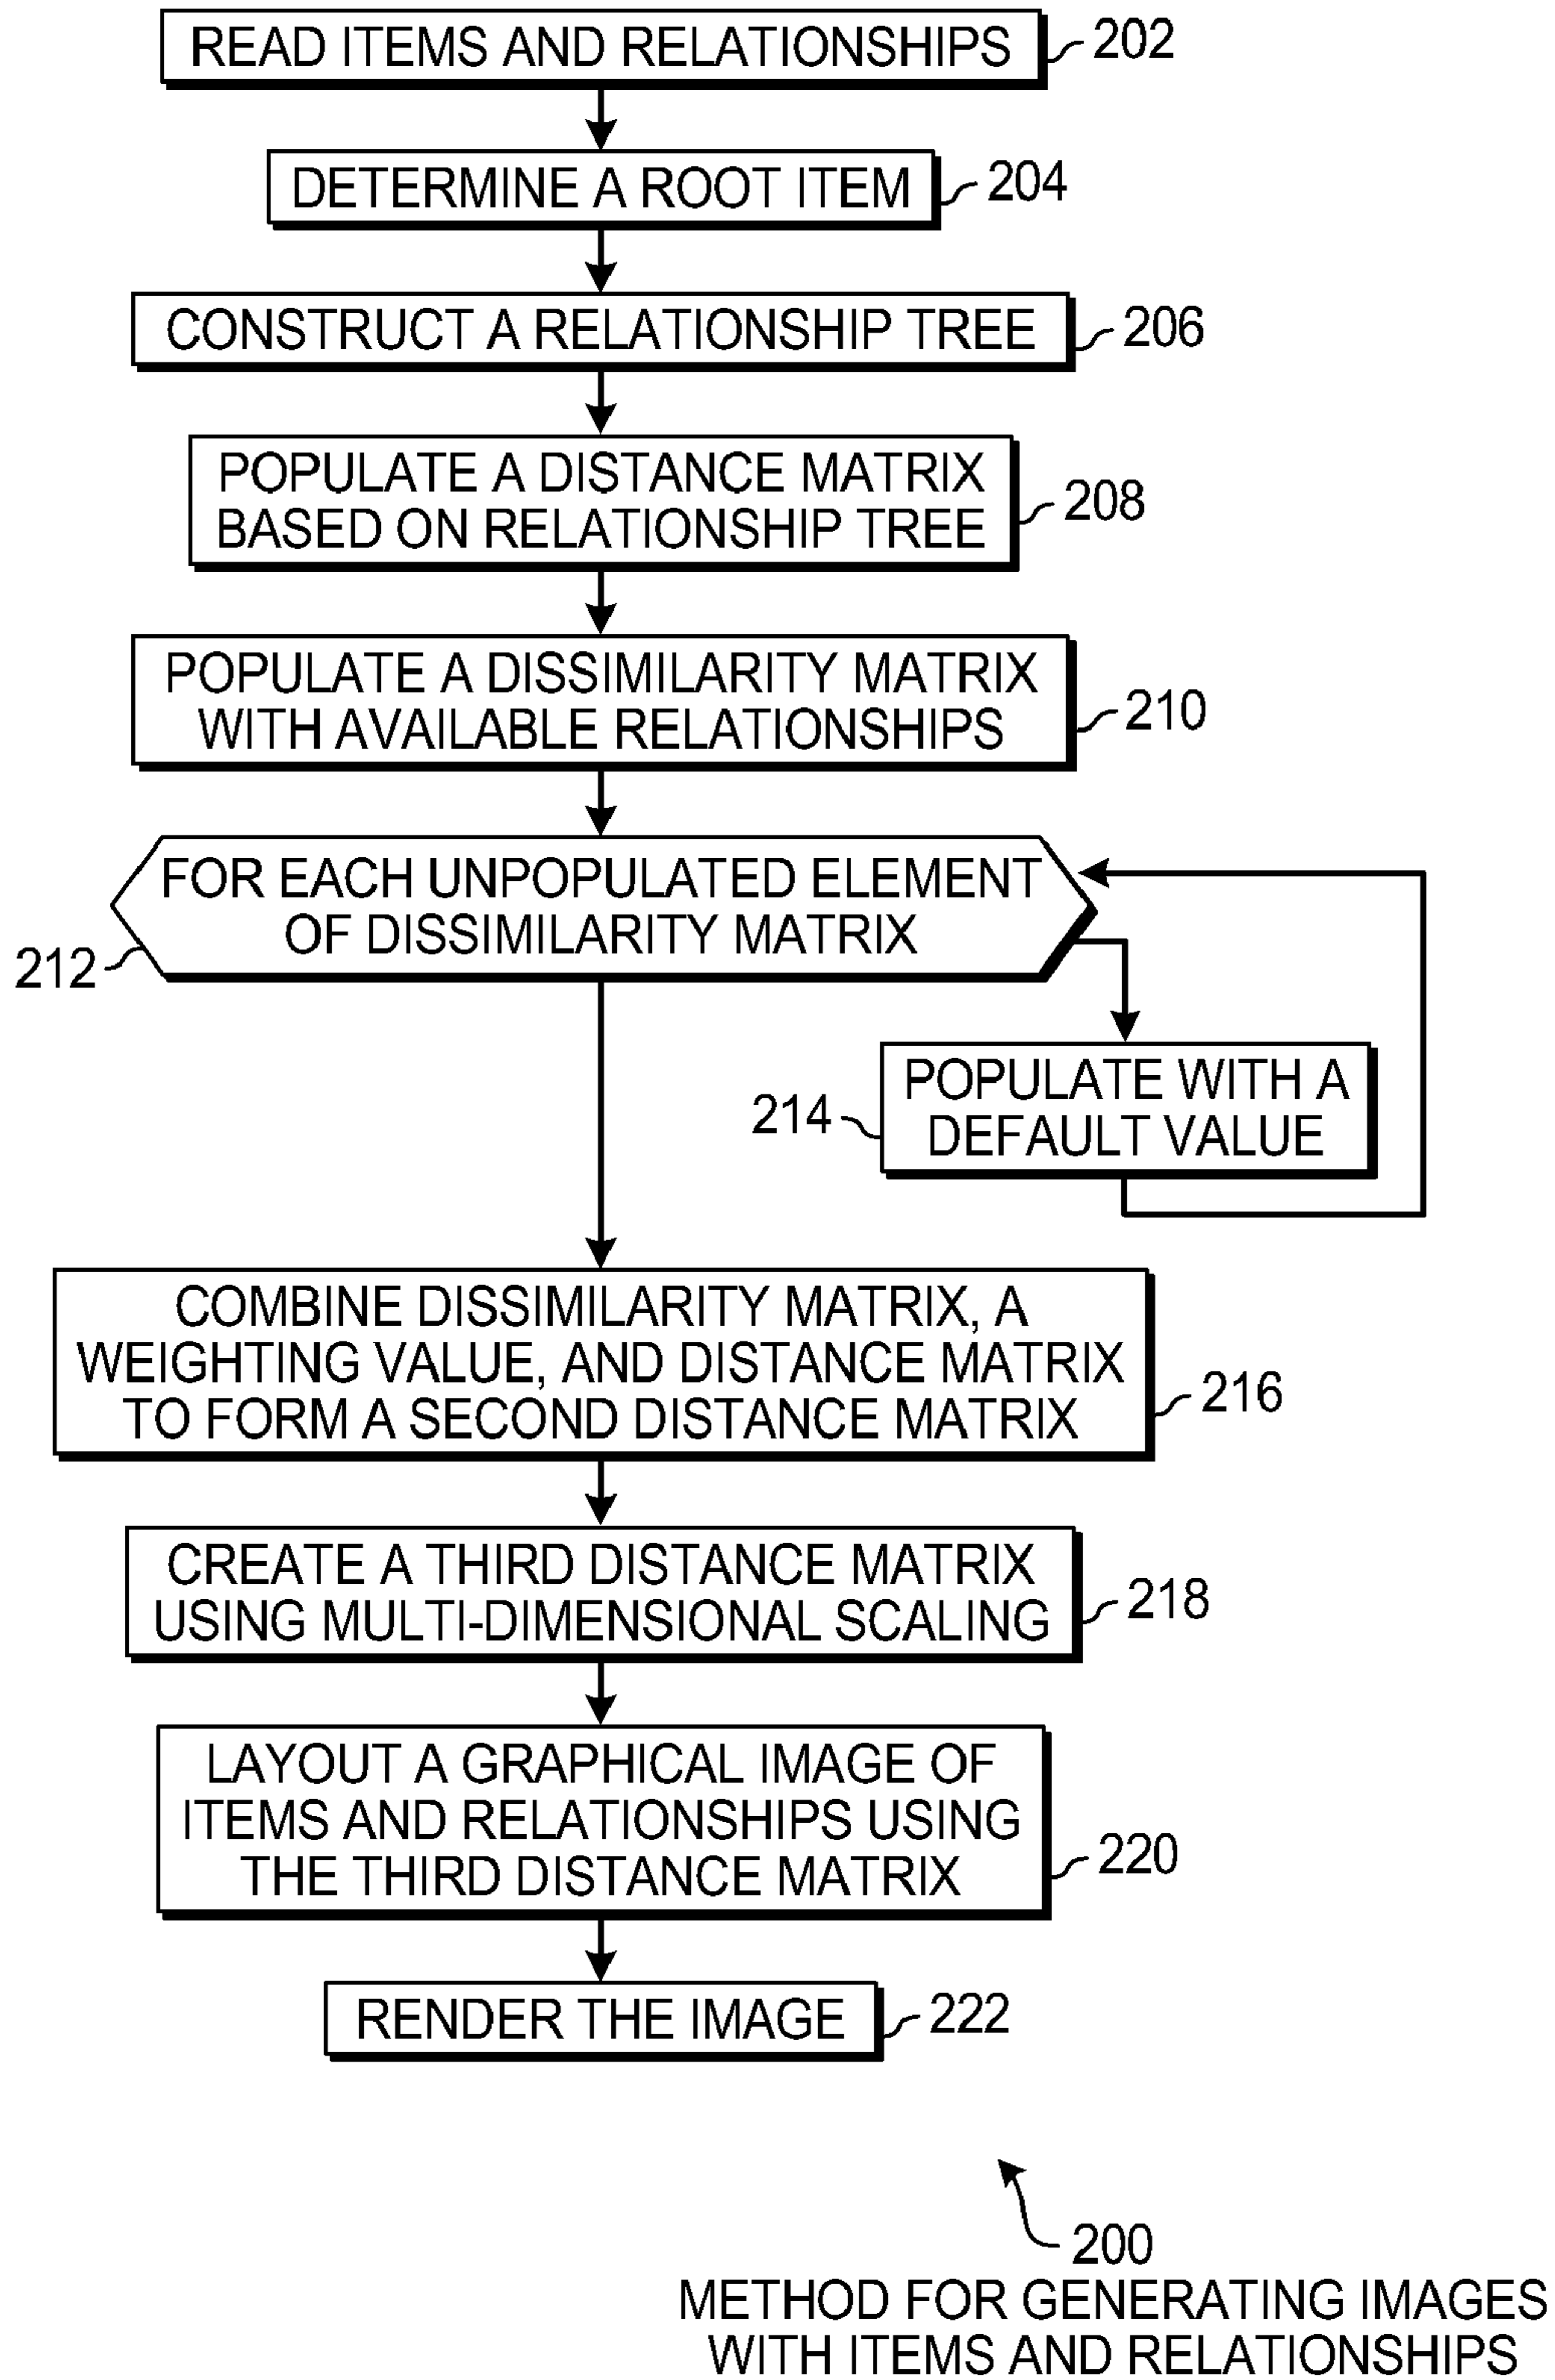 READ ITEMS AND RELATIONSHIPS
202
DETERMINE A ROOT ITEM
204
CONSTRUCT A RELATIONSHIP TREE
206
POPULATE A DISTANCE MATRIX
BASED ON RELATIONSHIP TREE
208
POPULATE A DISSIMILARITY MATRIX
WITH AVAILABLE RELATIONSHIPS
210
FOR EACH UNPOPULATED ELEMENT
OF DISSIMILARITY MATRIX
212
POPULATE WITH A
DEFAULT VALUE
214
COMBINE DISSIMILARITY MATRIX, A
WEIGHTING VALUE, AND DISTANCE MATRIX
TO FORM A SECOND DISTANCE MATRIX
216
CREATE A THIRD DISTANCE MATRIX
USING MULTI-DIMENSIONAL SCALING
218
LAYOUT A GRAPHICAL IMAGE OF
ITEMS AND RELATIONSHIPS USING
THE THIRD DISTANCE MATRIX
220
RENDER THE IMAGE
222
200
METHOD FOR GENERATING IMAGES
WITH ITEMS AND RELATIONSHIPS